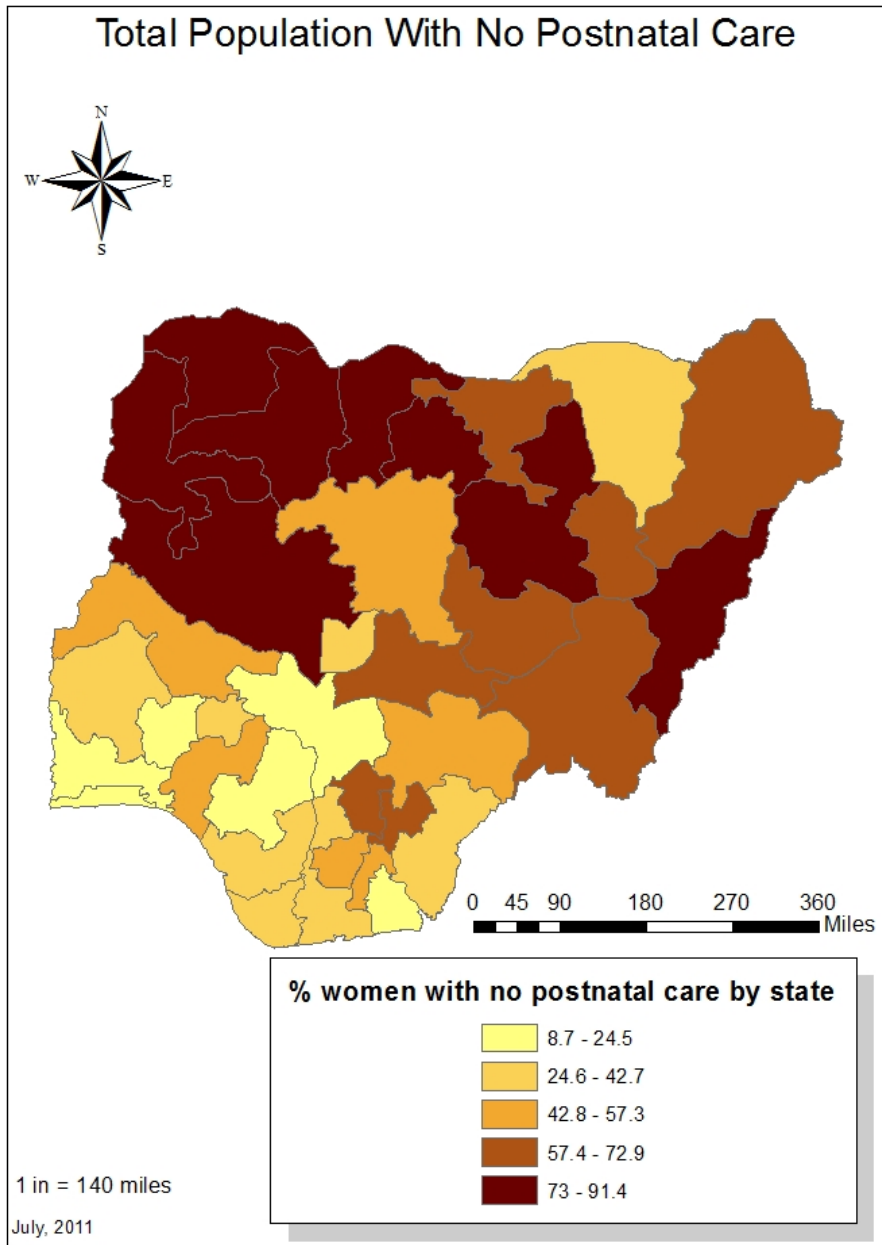 Total Population With No Postnatal Care
N
W E
S
0 45 90 180 270 360
Miles
% women with no postnatal care by state
8.7 - 24.5
24.6 - 42.7
42.8 - 57.3
57.4 - 72.9
73 - 91.4
1 in = 140 miles
July, 2011